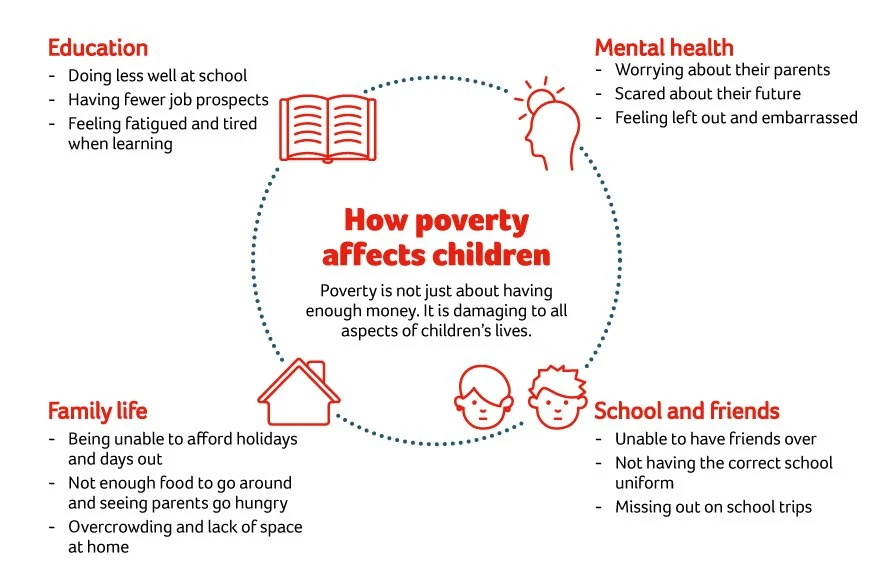 Education
- Doing less well at school
- Having fewer job prospects
- Feeling fatigued and tired
when learning
Mental health
- Worrying about their parents
- Scared about their future
- Feeling left out and embarrassed
How poverty
affects children
Poverty is not just about having
enough money. It is damaging to all
aspects of children's lives.
Family life
- Being unable to afford holidays
and days out
- Not enough food to go around
and seeing parents go hungry
- Overcrowding and lack of space
at home
School and friends
- Unable to have friends over
- Not having the correct school
uniform
- Missing out on school trips